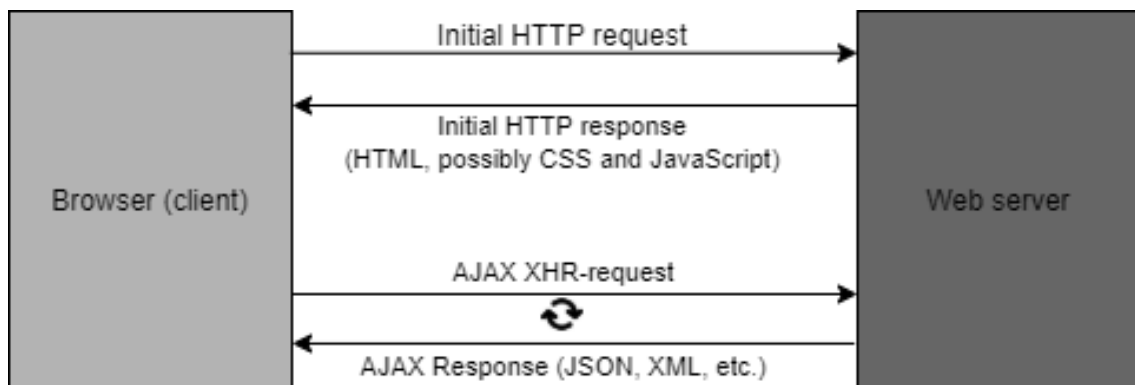 Initial HTTP request
Initial HTTP response
(HTML, possibly CSS and JavaScript)
Browser (client)
Web server
AJAX XHR-request
AJAX Response (JSON, XML, etc.)